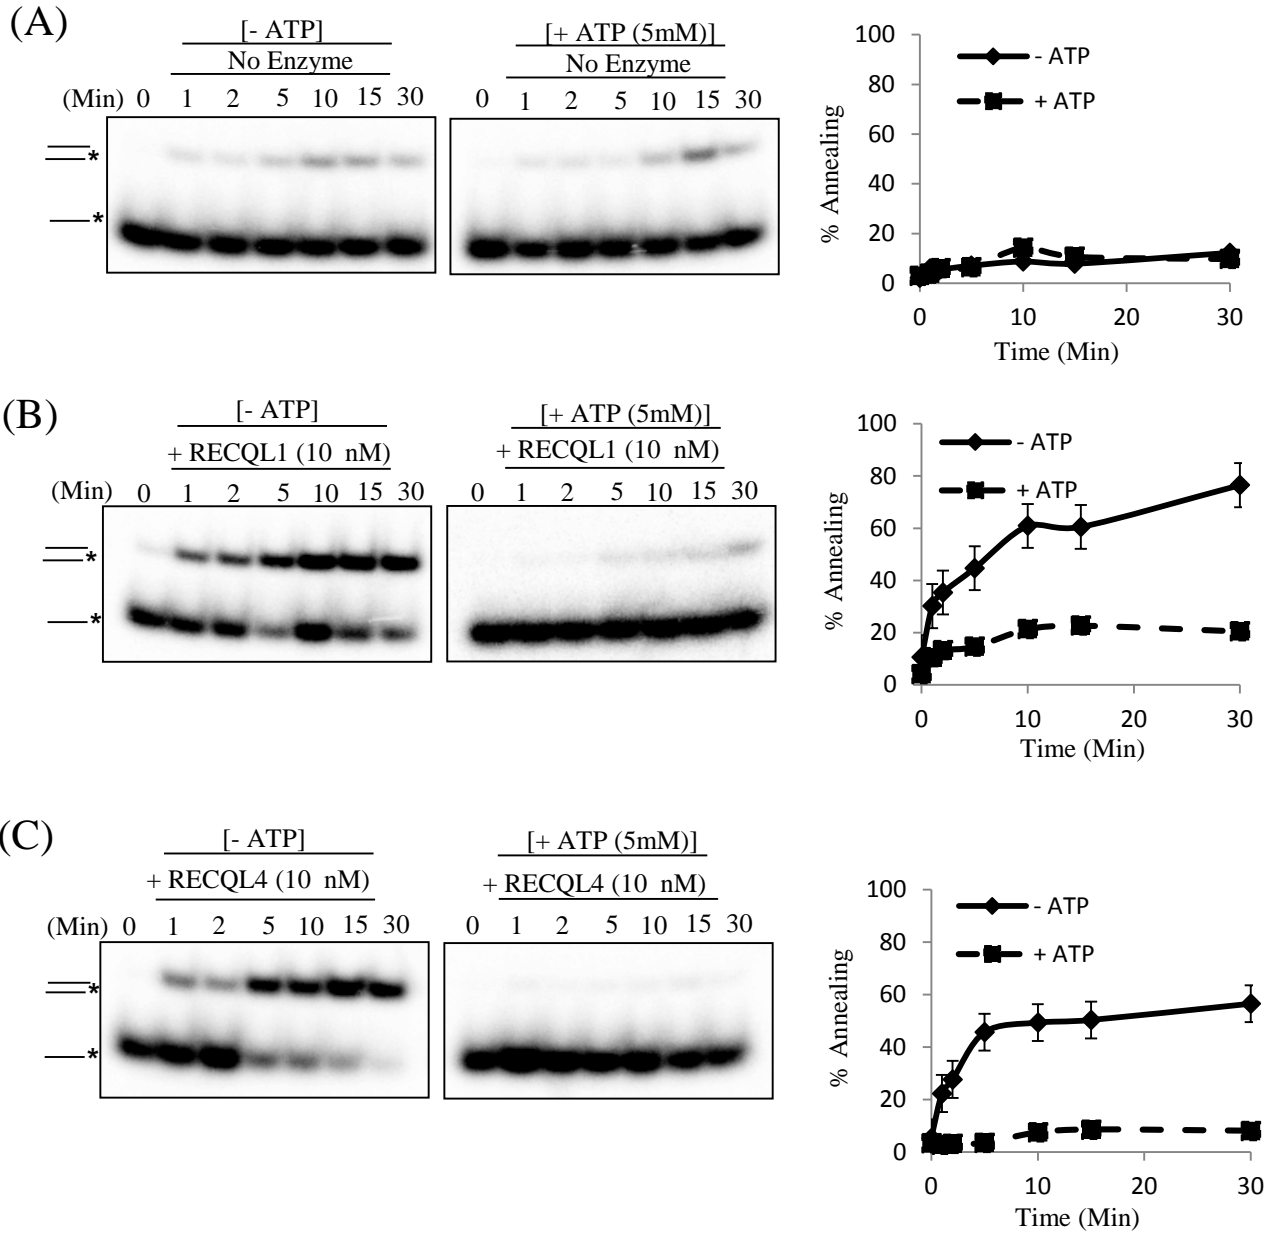 (A)
[- ATP]
No Enzyme
(Min) 0 1 2 5 10 15 30
*
*
[+ ATP (5mM)]
No Enzyme
0 1 2 5 10 15 30
100
80
60
40
20
0
% Annealing
- ATP
+ ATP
0 10 20 30
Time (Min)
(B)
[- ATP]
+ RECQL1 (10 nM)
(Min) 0 1 2 5 10 15 30
*
*
[+ ATP (5mM)]
+ RECQL1 (10 nM)
0 1 2 5 10 15 30
100
80
60
40
20
0
% Annealing
- ATP
+ ATP
0 10 20 30
Time (Min)
(C)
[- ATP]
+ RECQL4 (10 nM)
(Min) 0 1 2 5 10 15 30
*
*
[+ ATP (5mM)]
+ RECQL4 (10 nM)
0 1 2 5 10 15 30
100
80
60
40
20
0
% Annealing
- ATP
+ ATP
0 10 20 30
Time (Min)